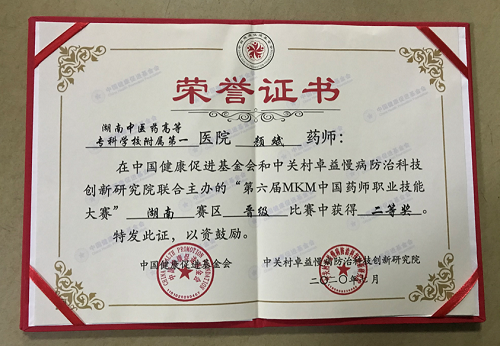 荣誉证书
湖南中医药高等
专科学校附属第一 医院 颜斌 药师：
在中国健康促进基金会和中关村卓益慢病防治科技
创新研究院联合主办的“第六届MKM中国药师职业技能
大赛” 湖南 赛区 晋级 比赛中获得 二等奖 。
特发此证，以资鼓励。
中国健康促进基金会 中关村卓益慢病防治科技创新研究院
二〇二〇年 月